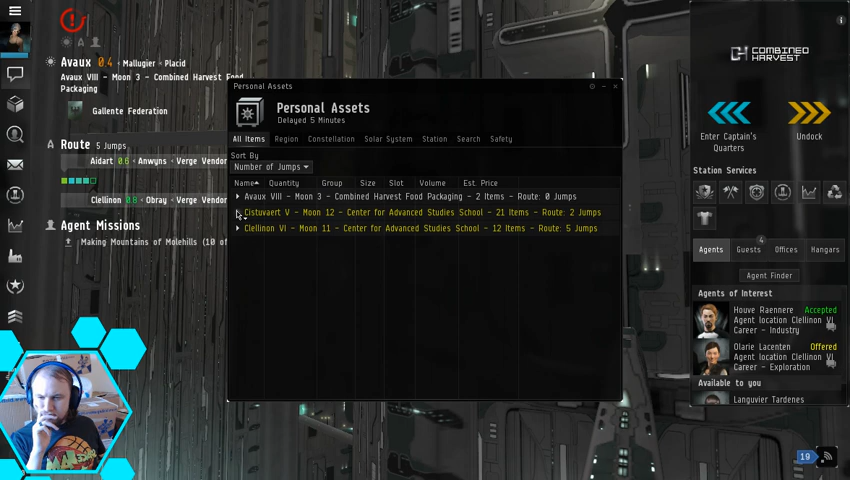 Avaux 0.4 ‹ Mallugier ‹ Placid
Avaux VIII - Moon 3 - Combined Harvest Food
Packaging
Gallente Federation
Route 5 Jumps
Aidart 0.6 ‹ Anwyns ‹ Verge Vendor
Clellinon 0.8 ‹ Obray ‹ Verge Vendor
Agent Missions
Making Mountains of Molehills (10 of
Personal Assets
Personal Assets
Delayed 5 Minutes
All Items Region Constellation Solar System Station Search Safety
Sort By
Number of Jumps
Name Quantity Group Size Slot Volume Est. Price
Avaux VIII - Moon 3 - Combined Harvest Food Packaging - 2 Items - Route: 0 Jumps
Cistuvaert V - Moon 12 - Center for Advanced Studies School - 21 Items - Route: 2 Jumps
Clellinon VI - Moon 11 - Center for Advanced Studies School - 12 Items - Route: 5 Jumps
COMBINED
HARVEST
Enter Captain's
Quarters
Undock
Station Services
4
Agents Guests Offices Hangars
Agent Finder
Agents of Interest
Houve Raennere Accepted
Agent location Clellinon VI
Career - Industry
Olarie Lacenten Offered
Agent location Clellinon VI
Career - Exploration
Available to you
Languvier Tardenes
19